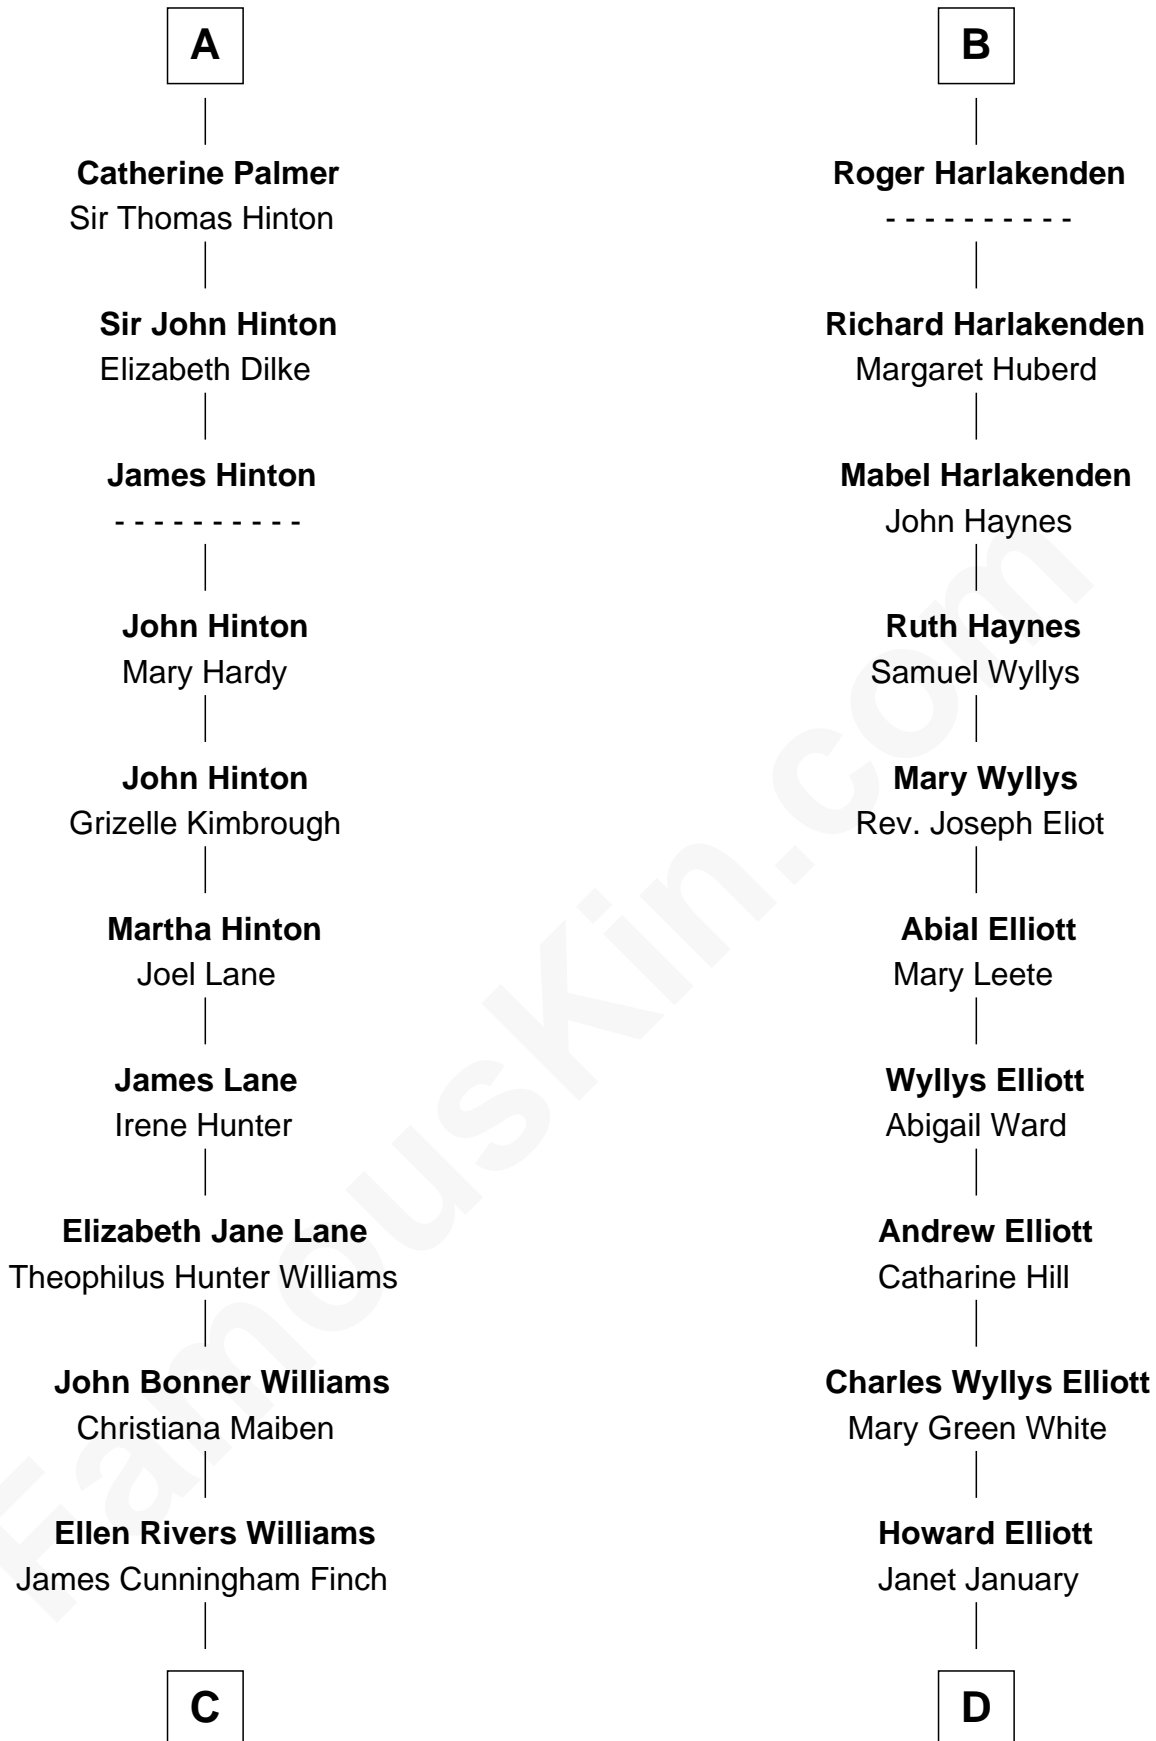 A
Catherine Palmer
Sir Thomas Hinton
Sir John Hinton
Elizabeth Dilke
James Hinton
- - - - - - - - - -
John Hinton
Mary Hardy
John Hinton
Grizelle Kimbrough
Martha Hinton
Joel Lane
James Lane
Irene Hunter
Elizabeth Jane Lane
Theophilus Hunter Williams
John Bonner Williams
Christiana Maiben
Ellen Rivers Williams
James Cunningham Finch
C
B
Roger Harlakenden
- - - - - - - - - -
Richard Harlakenden
Margaret Huberd
Mabel Harlakenden
John Haynes
Ruth Haynes
Samuel Wyllys
Mary Wyllys
Rev. Joseph Eliot
Abial Elliott
Mary Leete
Wyllys Elliott
Abigail Ward
Andrew Elliott
Catharine Hill
Charles Wyllys Elliott
Mary Green White
Howard Elliott
Janet January
D
FamousKin.com